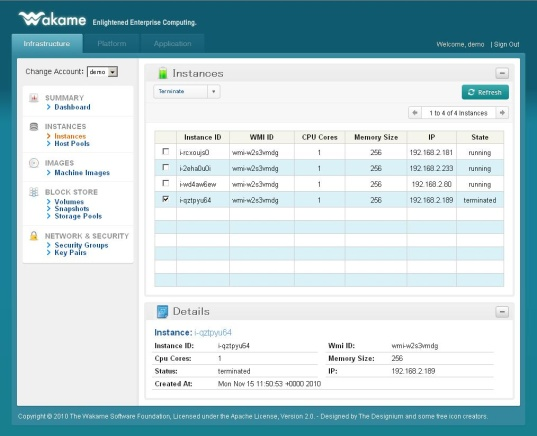 Wakame Enlightened Enterprise Computing.
Infrastructure Platform Application
Welcome, demo | Sign Out
Change Account: demo
SUMMARY
Dashboard
INSTANCES
Instances
Host Pools
IMAGES
Machine Images
BLOCK STORE
Volumes
Snapshots
Storage Pools
NETWORK & SECURITY
Security Groups
Key Pairs
Instances
Terminate
Refresh
1 to 4 of 4 Instances
Instance ID WMI ID CPU Cores Memory Size IP State
i-rcxoujs0 wmi-w2s3vmdg 1 256 192.168.2.181 running
i-2eha0u0i wmi-w2s3vmdg 1 256 192.168.2.233 running
i-wd4aw6ew wmi-w2s3vmdg 1 256 192.168.2.80 running
i-qztpyu64 wmi-w2s3vmdg 1 256 192.168.2.189 terminated
Details
Instance: i-qztpyu64
Instance ID: i-qztpyu64 Wmi ID: wmi-w2s3vmdg
Cpu Cores: 1 Memory Size: 256
Status: terminated IP: 192.168.2.189
Created At: Mon Nov 15 11:50:53 +0000 2010
Copyright © 2010 The Wakame Software Foundation, Licensed under the Apache License, Version 2.0. - Designed by The Designium and some free icon creators.